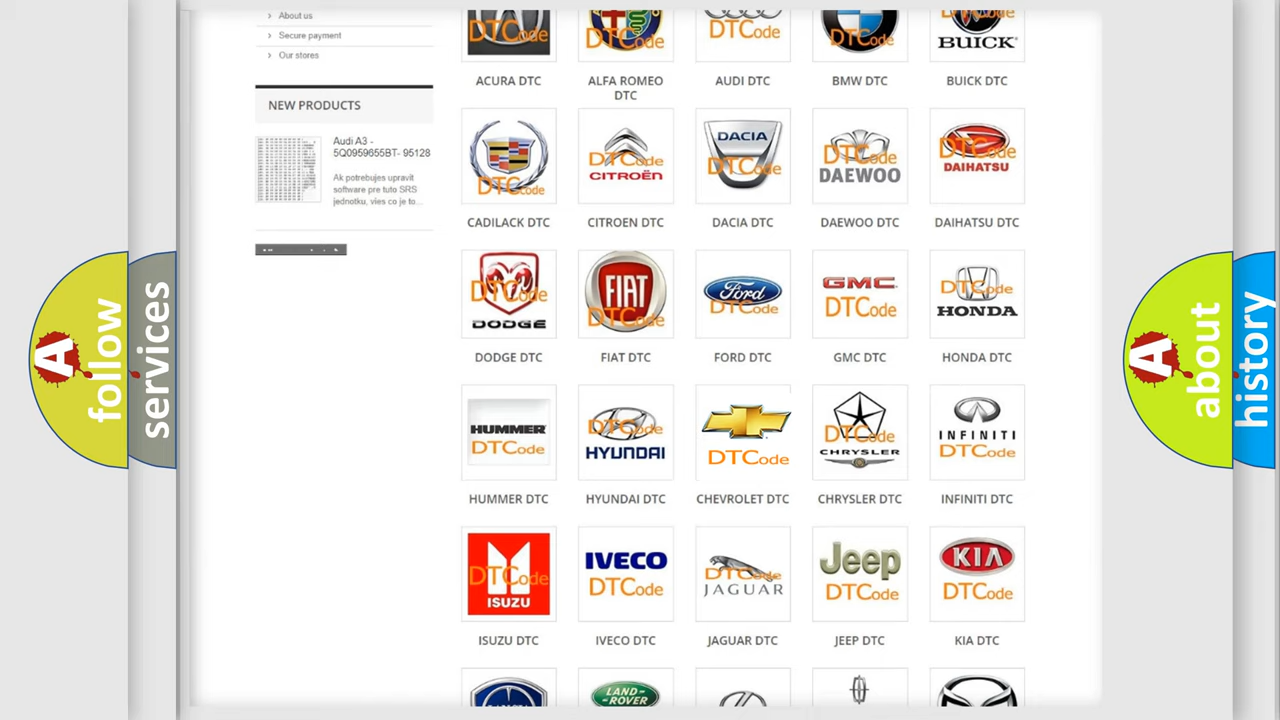 About us
Secure payment
Our stores
NEW PRODUCTS
Audi A3 -
5Q0959655BT- 95128
Ak potrebujes upravit
software pre tuto SRS
jednotku, vies co je to...
DTCode
DTCode
DTCode
DTCode
BUICK
ACURA DTC
ALFA ROMEO
DTC
AUDI DTC
BMW DTC
BUICK DTC
DTCode
DTCode
CITROËN
DACIA
DTCode
DTCode
DAEWOO
DTCode
DAIHATSU
CADILACK DTC
CITROEN DTC
DACIA DTC
DAEWOO DTC
DAIHATSU DTC
DTCode
DODGE
FIAT
DTCode
Ford
DTCode
GMC
DTCode
DTCode
HONDA
DODGE DTC
FIAT DTC
FORD DTC
GMC DTC
HONDA DTC
HUMMER
DTCode
DTCode
HYUNDAI
DTCode
DTCode
CHRYSLER
INFINITI
DTCode
HUMMER DTC
HYUNDAI DTC
CHEVROLET DTC
CHRYSLER DTC
INFINITI DTC
DTCode
ISUZU
IVECO
DTCode
DTCode
JAGUAR
Jeep
DTCode
KIA
DTCode
ISUZU DTC
IVECO DTC
JAGUAR DTC
JEEP DTC
KIA DTC
LAND-
ROVER
A
follow
services
A
about
history